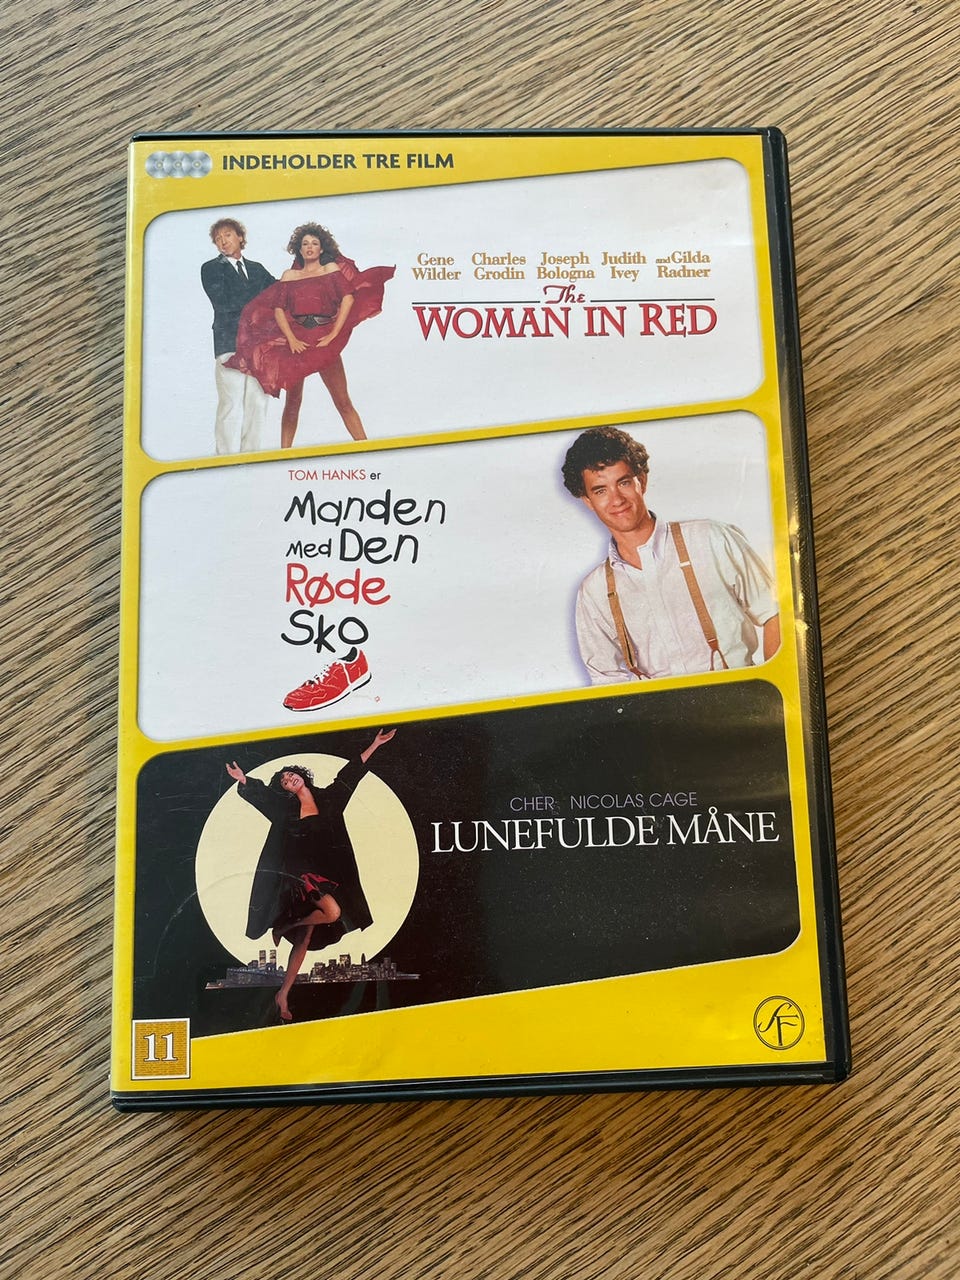 INDEHOLDER TRE FILM
Gene Charles Joseph Judith and Gilda
Wilder Grodin Bologna Ivey Radner
The
WOMAN IN RED
TOM HANKS er
Manden
Med Den
Røde
Sko
CHER NICOLAS CAGE
LUNEFULDE MÅNE
11
SF